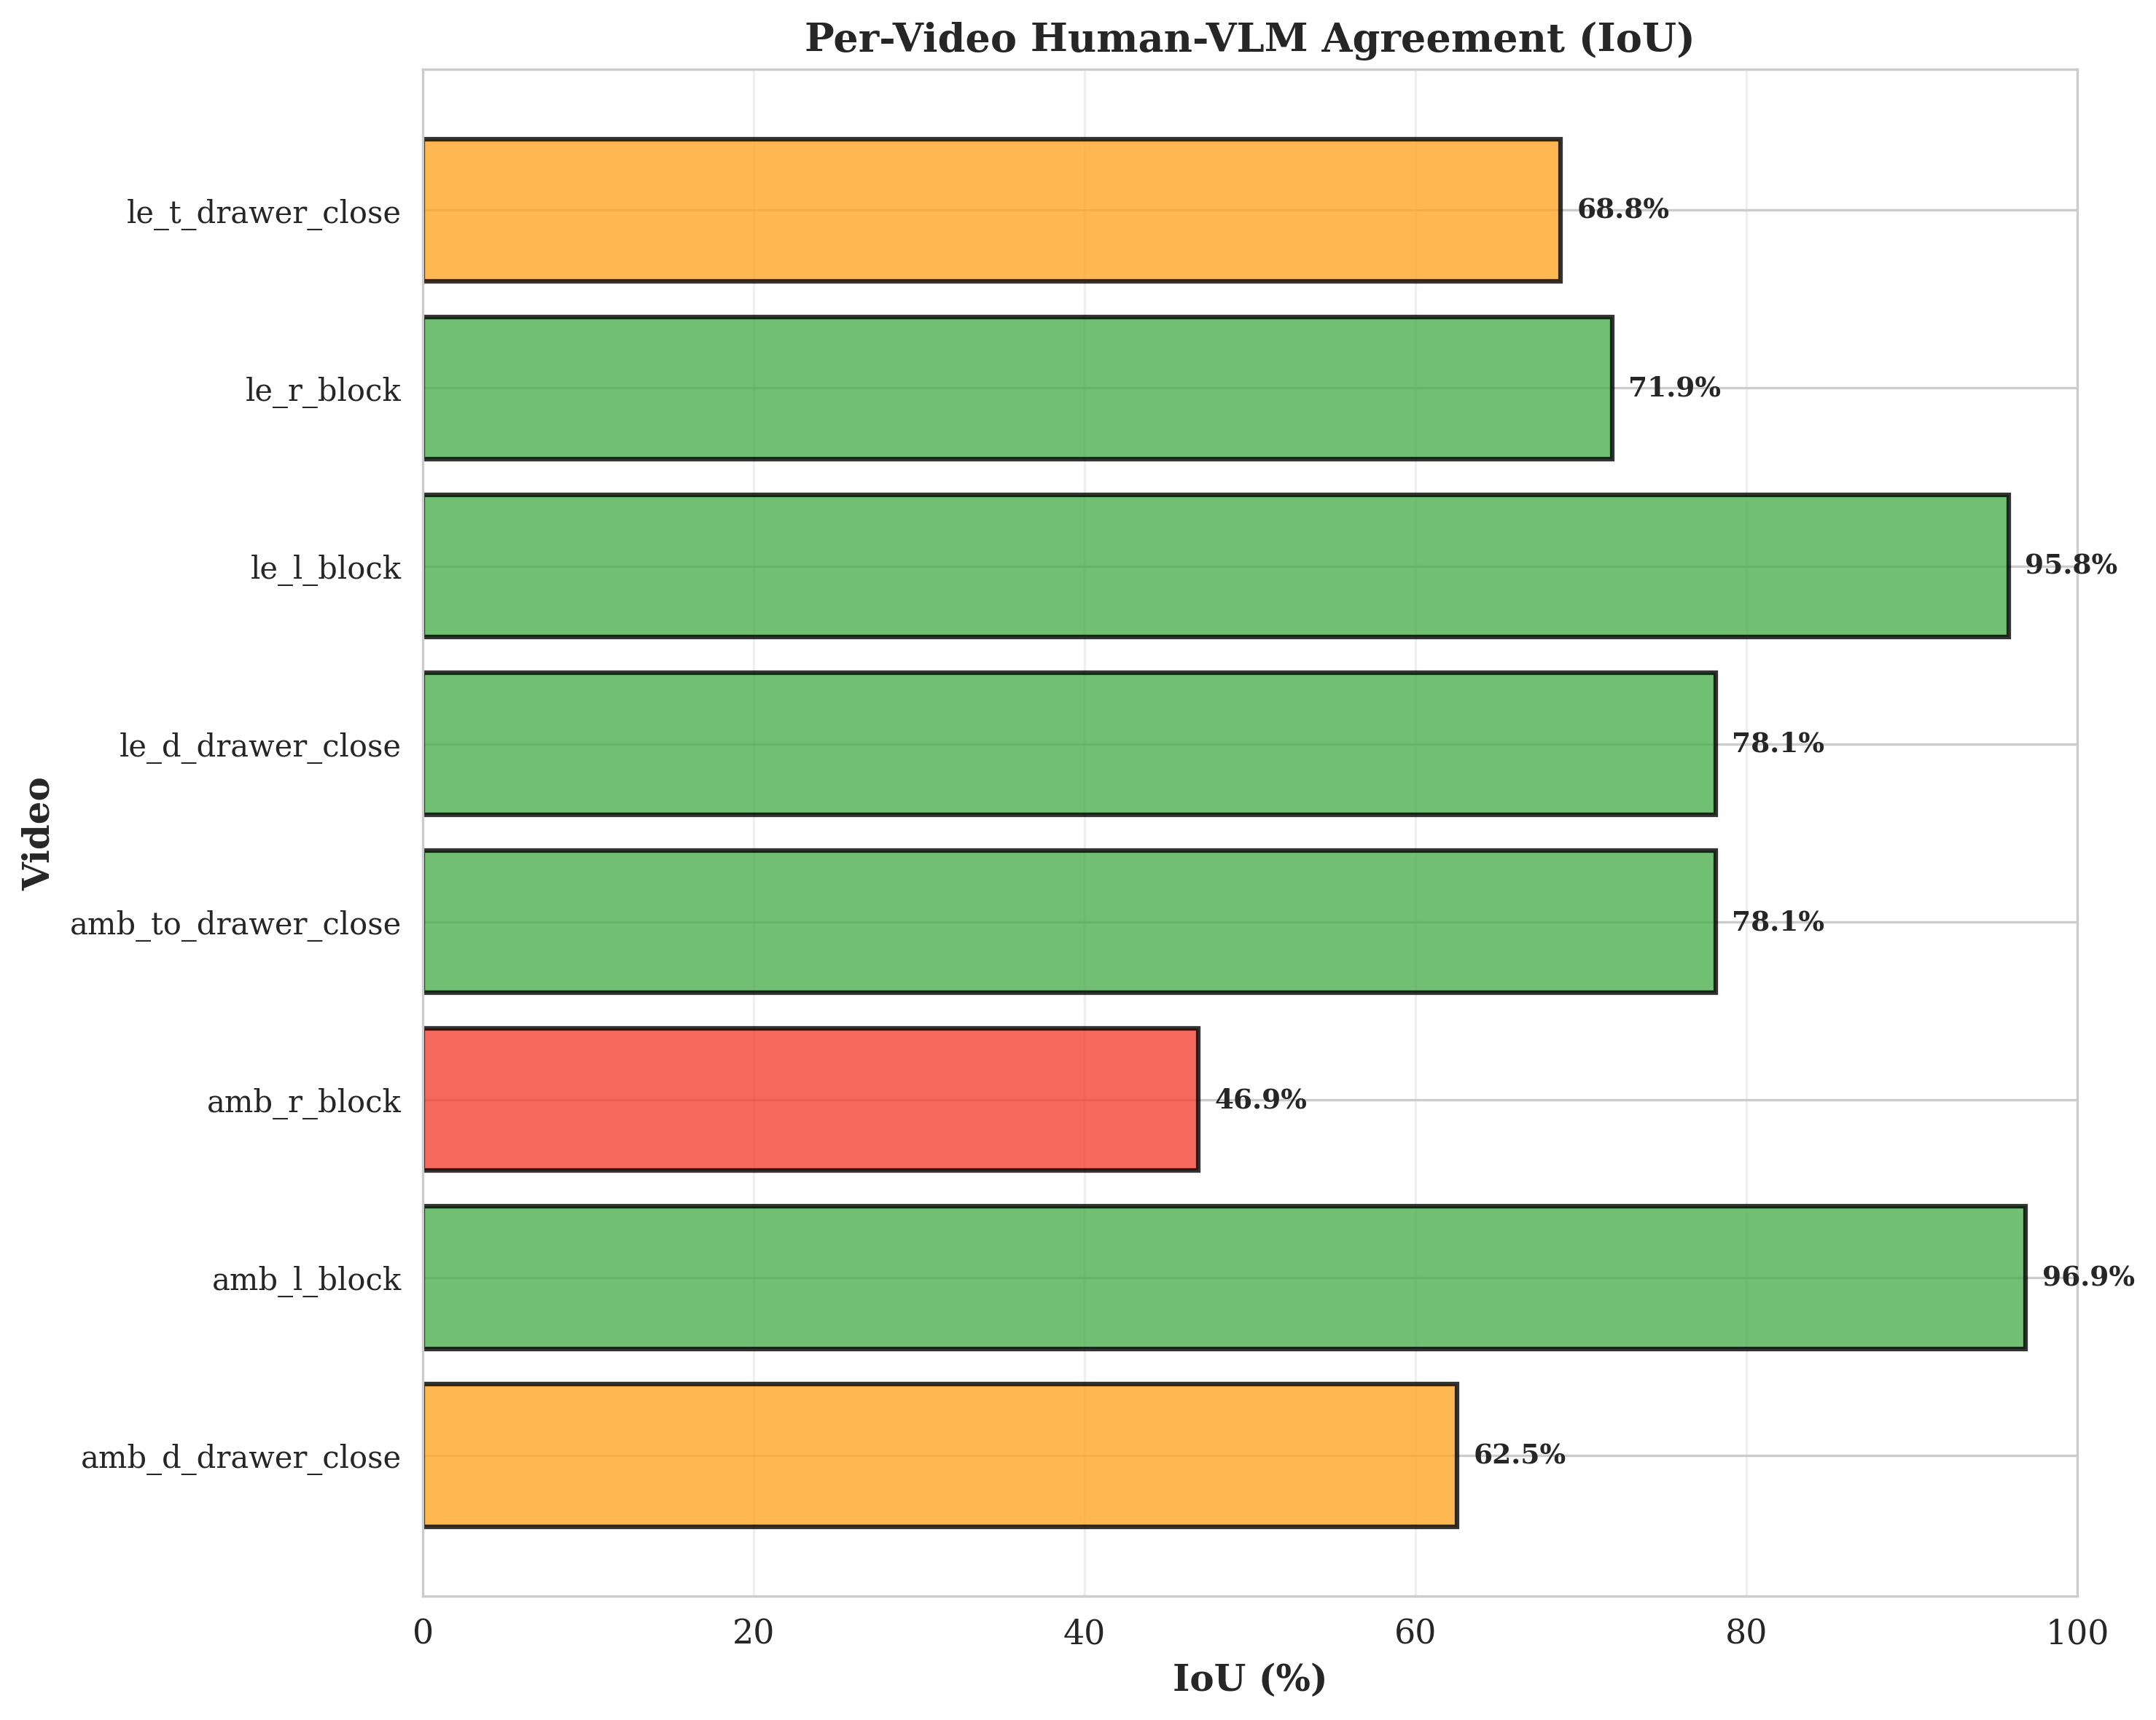 Per-Video Human-VLM Agreement (IoU)
le_t_drawer_close
68.8%
le_r_block
71.9%
le_l_block
95.8%
le_d_drawer_close
78.1%
amb_to_drawer_close
78.1%
amb_r_block
46.9%
amb_l_block
96.9%
amb_d_drawer_close
62.5%
Video
0 20 40 60 80 100
IoU (%)